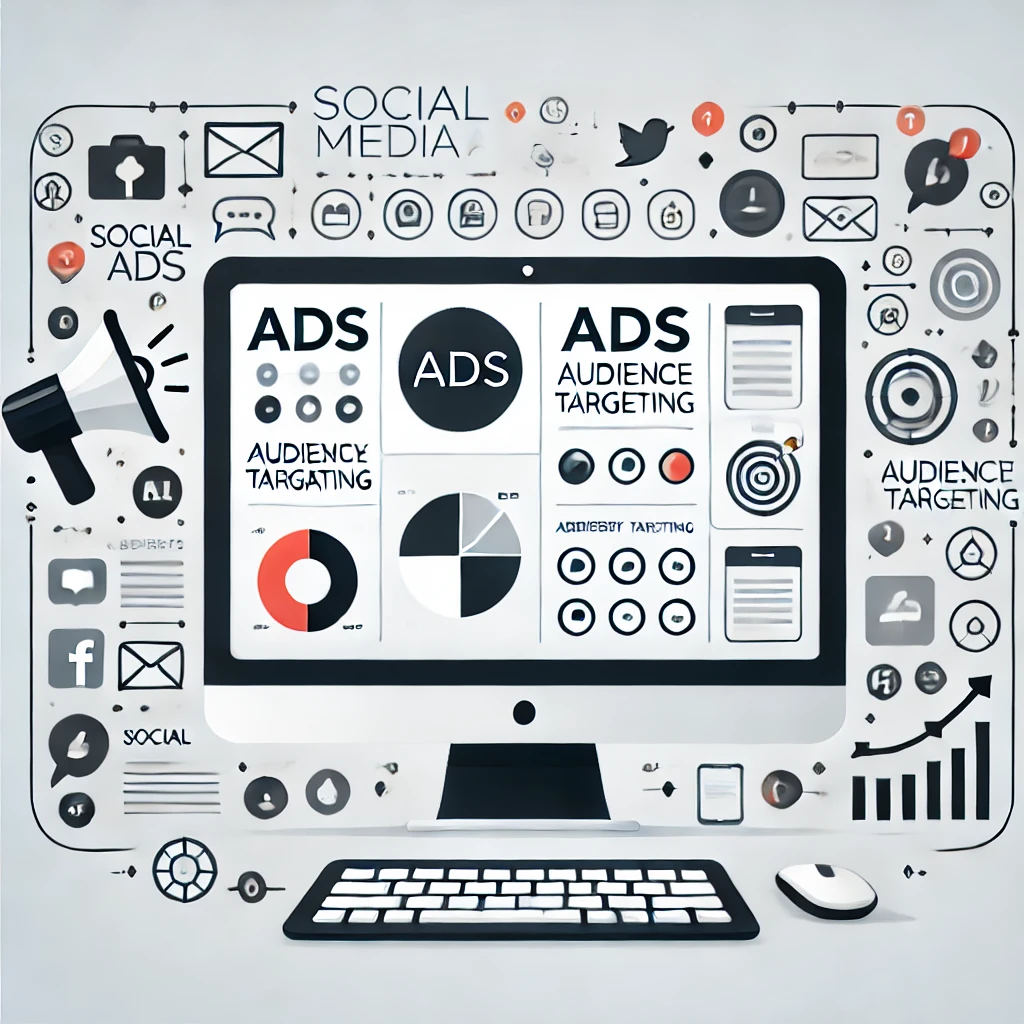 SOCIAL
MEDIA
SOCIAL
ADS
ADS
ADS
ADS
AUDIENCE
TARGETING
AUDIENCY
TARGATING
AUDIENCE
TARGETING
AI
f
SOCIAL